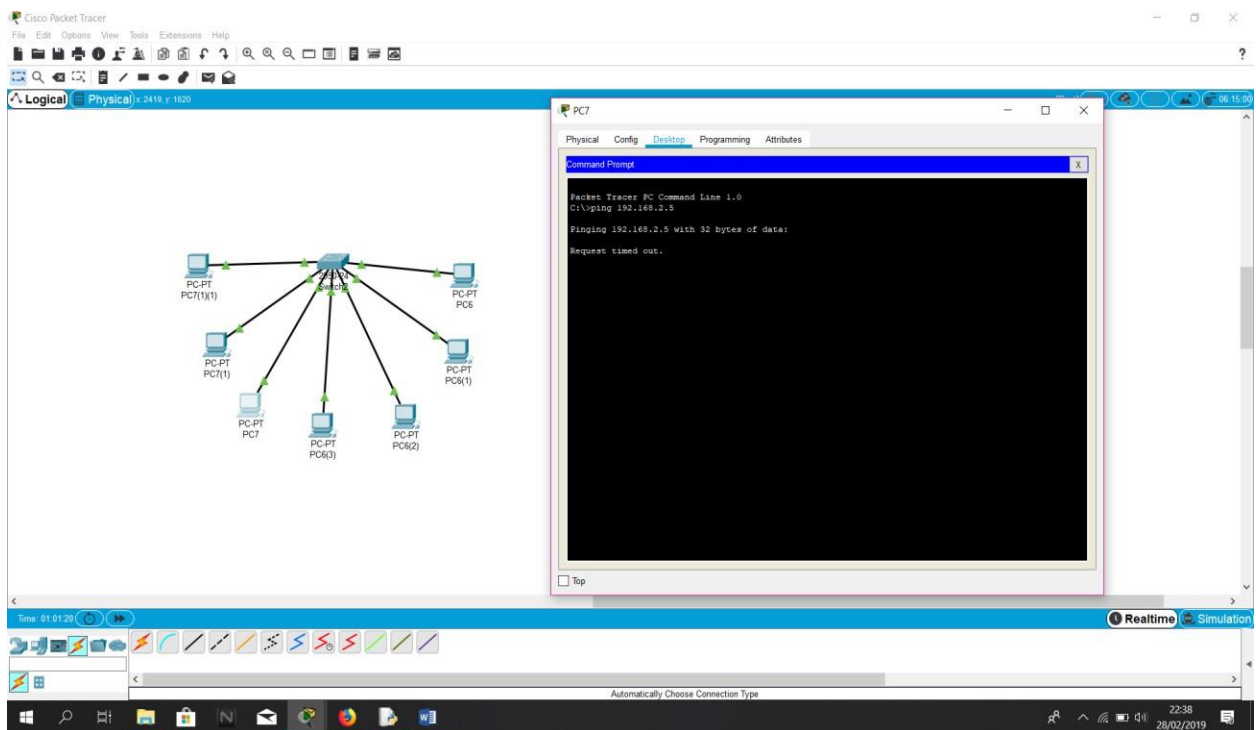 Cisco Packet Tracer
File Edit Options View Tools Extensions Help
?
Logical Physical x: 2419, y: 1620
06:15:00
PC7
Physical Config Desktop Programming Attributes
Command Prompt
X
Packet Tracer PC Command Line 1.0
C:\>ping 192.168.2.5
Pinging 192.168.2.5 with 32 bytes of data:
Request timed out.
Top
2950-24
Switch2
PC-PT
PC7(1)(1)
PC-PT
PC6
PC-PT
PC7(1)
PC-PT
PC6(1)
PC-PT
PC7
PC-PT
PC6(3)
PC-PT
PC6(2)
Time: 01:01:20
Realtime Simulation
Automatically Choose Connection Type
22:38
28/02/2019